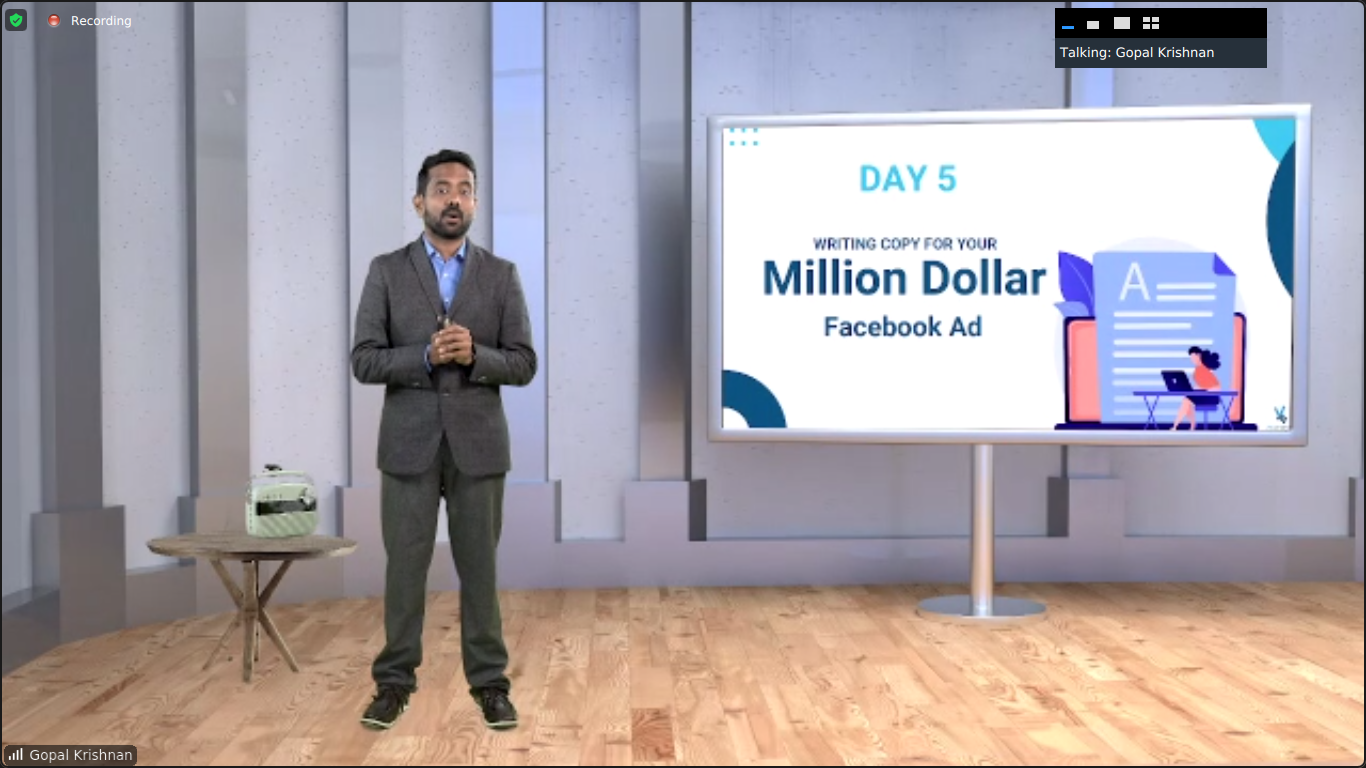 Recording
Talking: Gopal Krishnan
DAY 5
WRITING COPY FOR YOUR
Million Dollar
Facebook Ad
A
Gopal Krishnan